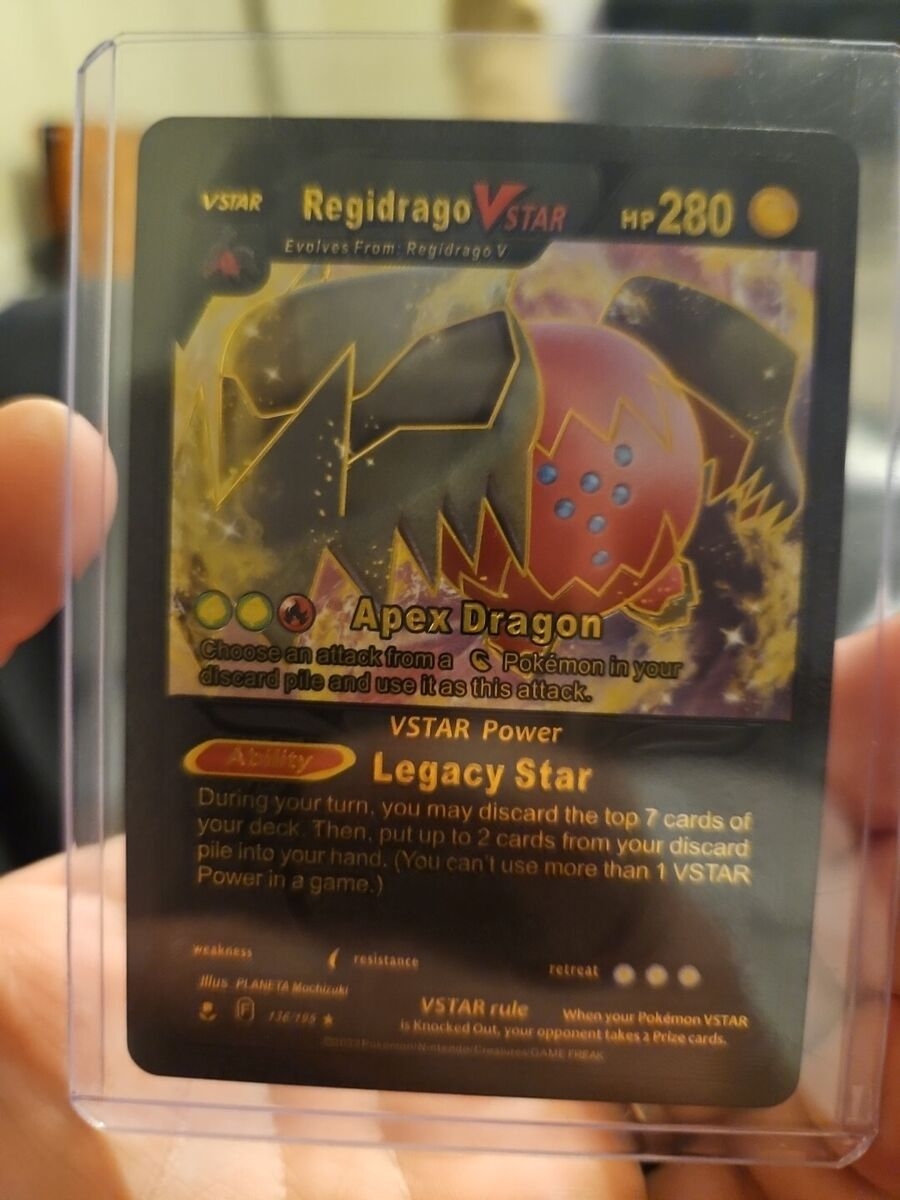 VSTAR Regidrago VSTAR HP 280
Evolves From: Regidrago V
Apex Dragon
Choose an attack from a Pokémon in your
discard pile and use it as this attack.
VSTAR Power
Ability Legacy Star
During your turn, you may discard the top 7 cards of
your deck. Then, put up to 2 cards from your discard
pile into your hand. (You can't use more than 1 VSTAR
Power in a game.)
weakness resistance retreat
Illus PLANETA Mochizuki
F 136/195 ★
VSTAR rule When your Pokémon VSTAR
is Knocked Out, your opponent takes 2 Prize cards.
©2022 Pokémon/Nintendo/Creatures/GAME FREAK